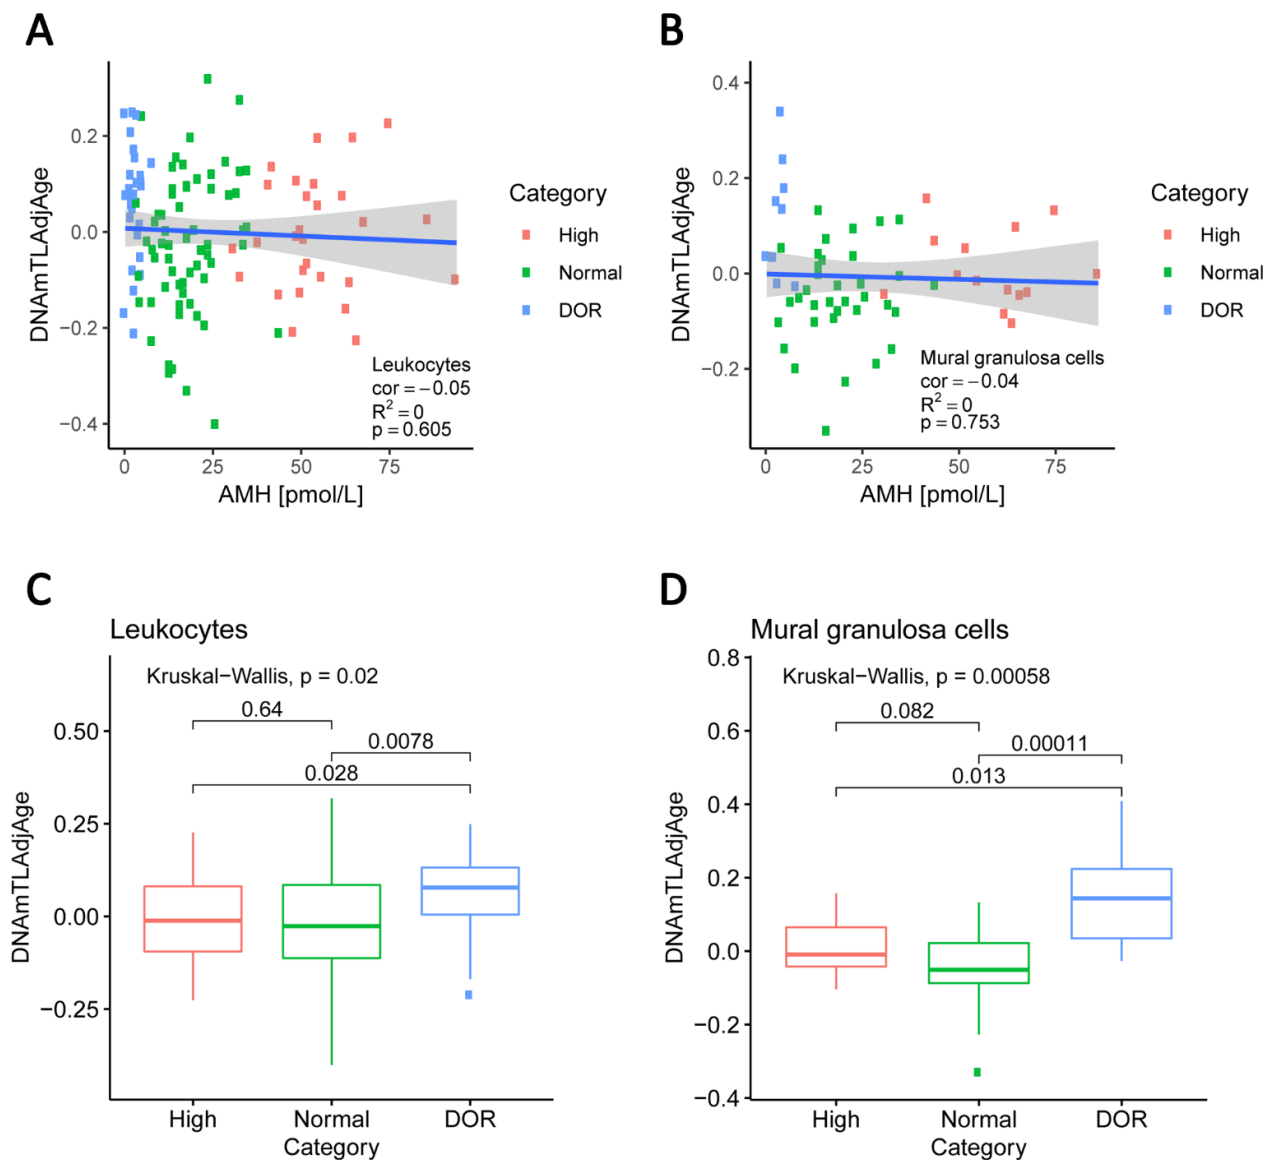 A
DNAmTLAdjAge
0.2
0.0
−0.2
−0.4
0
25
50
75
AMH [pmol/L]
Leukocytes
cor = −0.05
R² = 0
p = 0.605
Category
High
Normal
DOR
B
DNAmTLAdjAge
0.4
0.2
0.0
−0.2
0
25
50
75
AMH [pmol/L]
Mural granulosa cells
cor = −0.04
R² = 0
p = 0.753
Category
High
Normal
DOR
C
Leukocytes
Kruskal−Wallis, p = 0.02
0.64
0.0078
0.028
DNAmTLAdjAge
0.50
0.25
0.00
−0.25
High
Normal
DOR
Category
D
Mural granulosa cells
Kruskal−Wallis, p = 0.00058
0.082
0.00011
0.013
DNAmTLAdjAge
0.8
0.6
0.4
0.2
0.0
−0.2
−0.4
High
Normal
DOR
Category